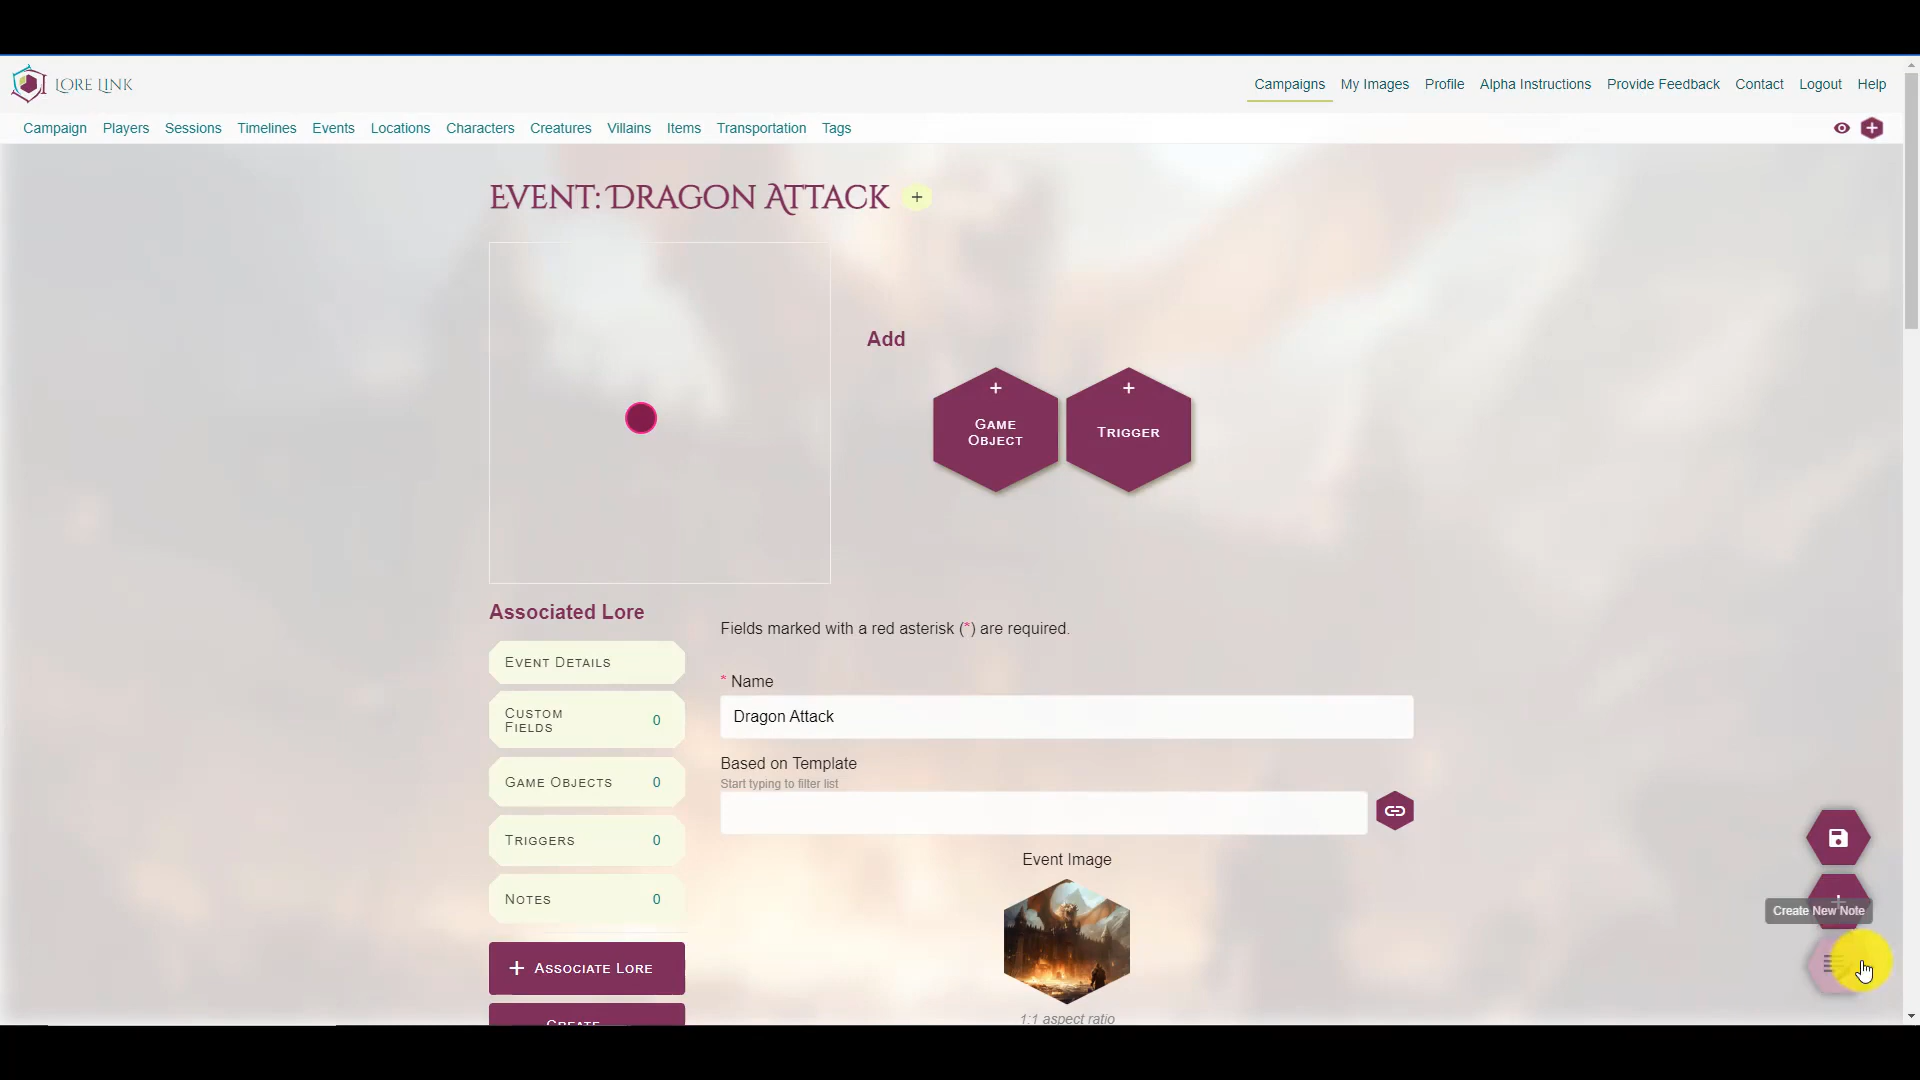 LORE LINK
Campaigns My Images Profile Alpha Instructions Provide Feedback Contact Logout Help
Campaign Players Sessions Timelines Events Locations Characters Creatures Villains Items Transportation Tags
EVENT: DRAGON ATTACK +
Add
+ +
GAME
OBJECT
TRIGGER
Associated Lore
Fields marked with a red asterisk (*) are required.
EVENT DETAILS
* Name
CUSTOM
FIELDS 0
Dragon Attack
Based on Template
Start typing to filter list
GAME OBJECTS 0
TRIGGERS 0
Event Image
NOTES 0
Create New Note
+ ASSOCIATE LORE
CREATE
1:1 aspect ratio